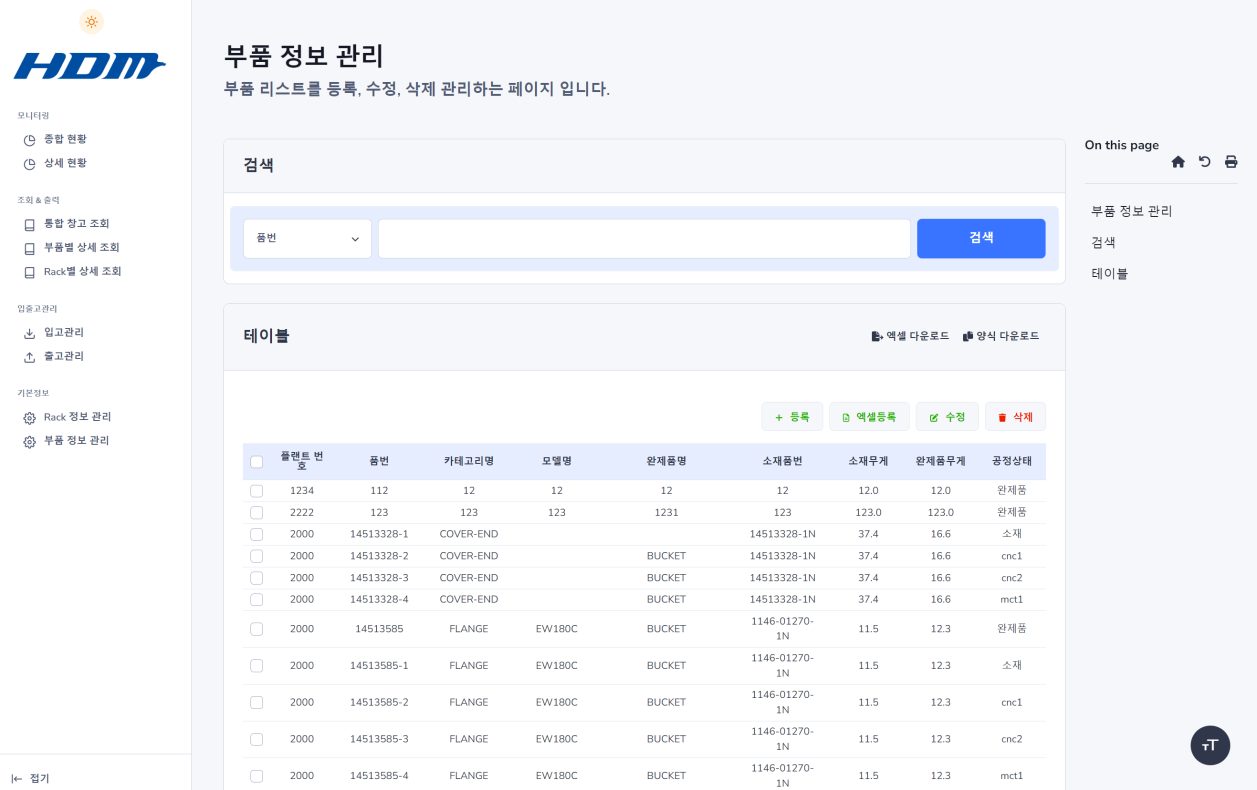 HDM
모니터링
종합 현황
상세 현황
조회 & 출력
통합 창고 조회
부품별 상세 조회
Rack별 상세 조회
입출고관리
입고관리
출고관리
기본정보
Rack 정보 관리
부품 정보 관리
접기
부품 정보 관리
부품 리스트를 등록, 수정, 삭제 관리하는 페이지 입니다.
검색
품번 검색
테이블 엑셀 다운로드 양식 다운로드
+ 등록 엑셀등록 수정 삭제
플랜트 번호 품번 카테고리명 모델명 완제품명 소재품번 소재무게 완제품무게 공정상태
1234 112 12 12 12 12 12.0 12.0 완제품
2222 123 123 123 1231 123 123.0 123.0 완제품
2000 14513328-1 COVER-END 14513328-1N 37.4 16.6 소재
2000 14513328-2 COVER-END BUCKET 14513328-1N 37.4 16.6 cnc1
2000 14513328-3 COVER-END BUCKET 14513328-1N 37.4 16.6 cnc2
2000 14513328-4 COVER-END BUCKET 14513328-1N 37.4 16.6 mct1
2000 14513585 FLANGE EW180C BUCKET 1146-01270-1N 11.5 12.3 완제품
2000 14513585-1 FLANGE EW180C BUCKET 1146-01270-1N 11.5 12.3 소재
2000 14513585-2 FLANGE EW180C BUCKET 1146-01270-1N 11.5 12.3 cnc1
2000 14513585-3 FLANGE EW180C BUCKET 1146-01270-1N 11.5 12.3 cnc2
2000 14513585-4 FLANGE EW180C BUCKET 1146-01270-1N 11.5 12.3 mct1
On this page
부품 정보 관리
검색
테이블
TT